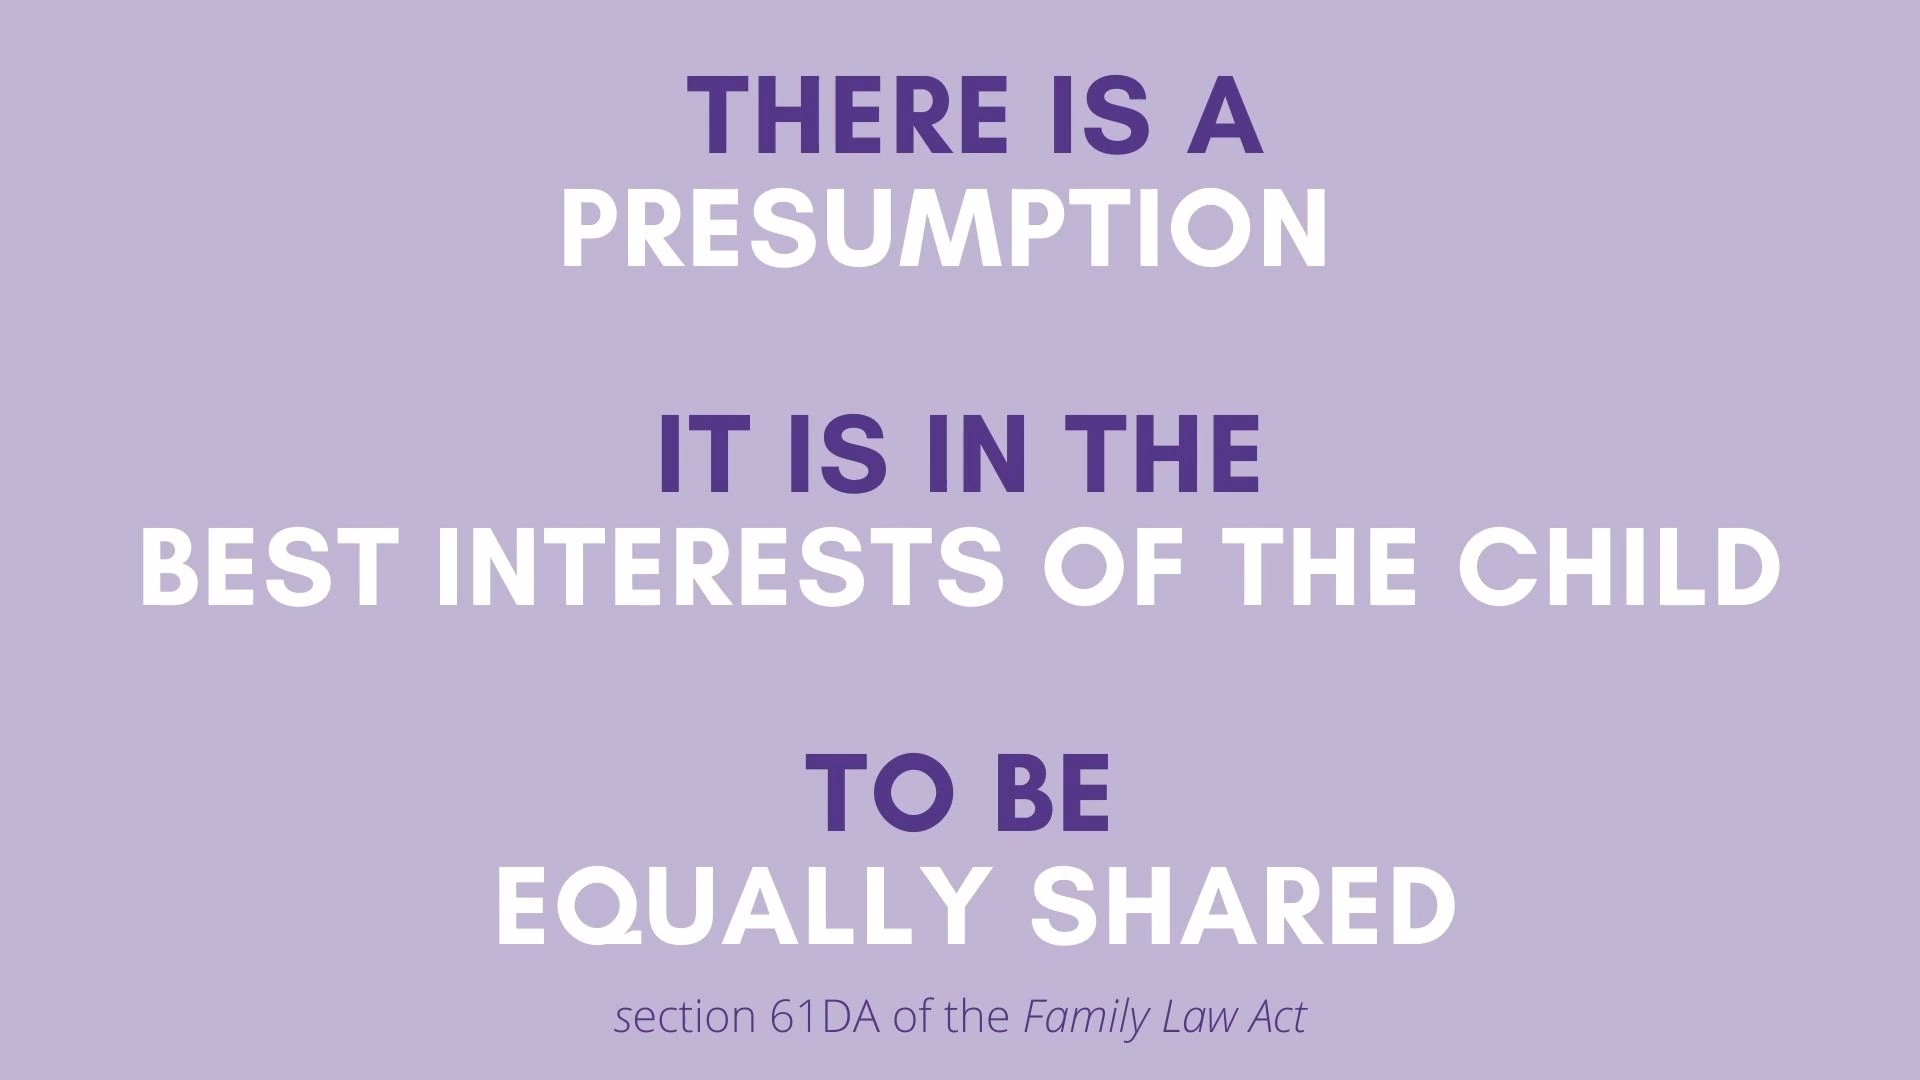 THERE IS A
PRESUMPTION
IT IS IN THE
BEST INTERESTS OF THE CHILD
TO BE
EQUALLY SHARED
section 61DA of the Family Law Act